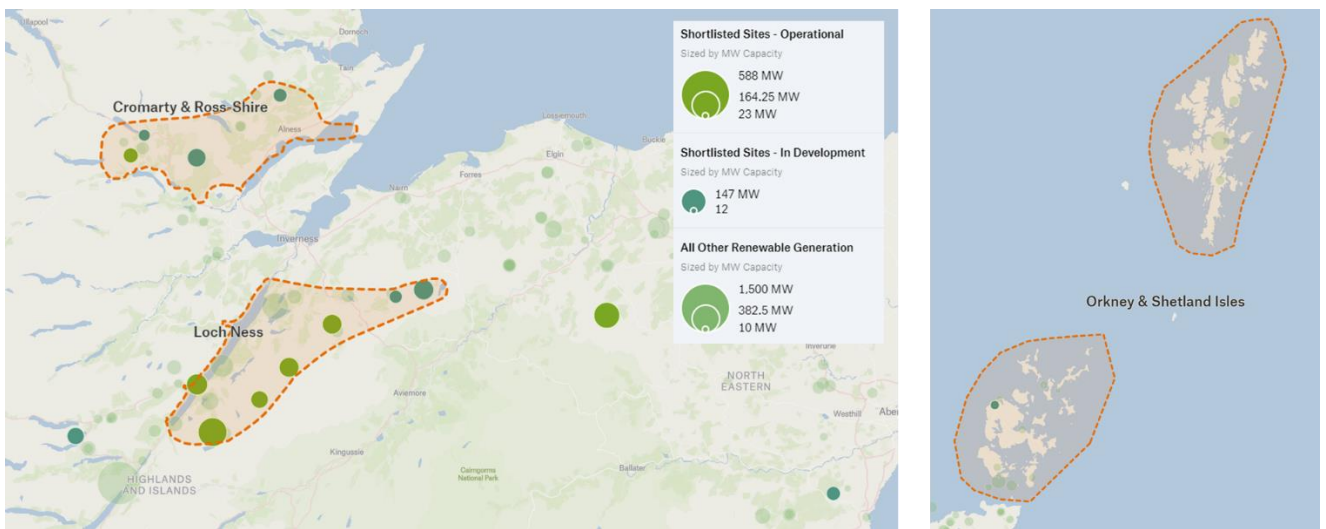 Ullapool
Dornoch
Tain
Cromarty & Ross-Shire
Alness
Lossiemouth
Buckie
Elgin
Forres
Nairn
Inverness
Loch Ness
Aviemore
Kingussie
HIGHLANDS
AND ISLANDS
Cairngorms
National Park
Ballater
NORTH
EASTERN
Inverurie
Westhill
Aber
Shortlisted Sites - Operational
Sized by MW Capacity
588 MW
164.25 MW
23 MW
Shortlisted Sites - In Development
Sized by MW Capacity
147 MW
12
All Other Renewable Generation
Sized by MW Capacity
1,500 MW
382.5 MW
10 MW
Orkney & Shetland Isles